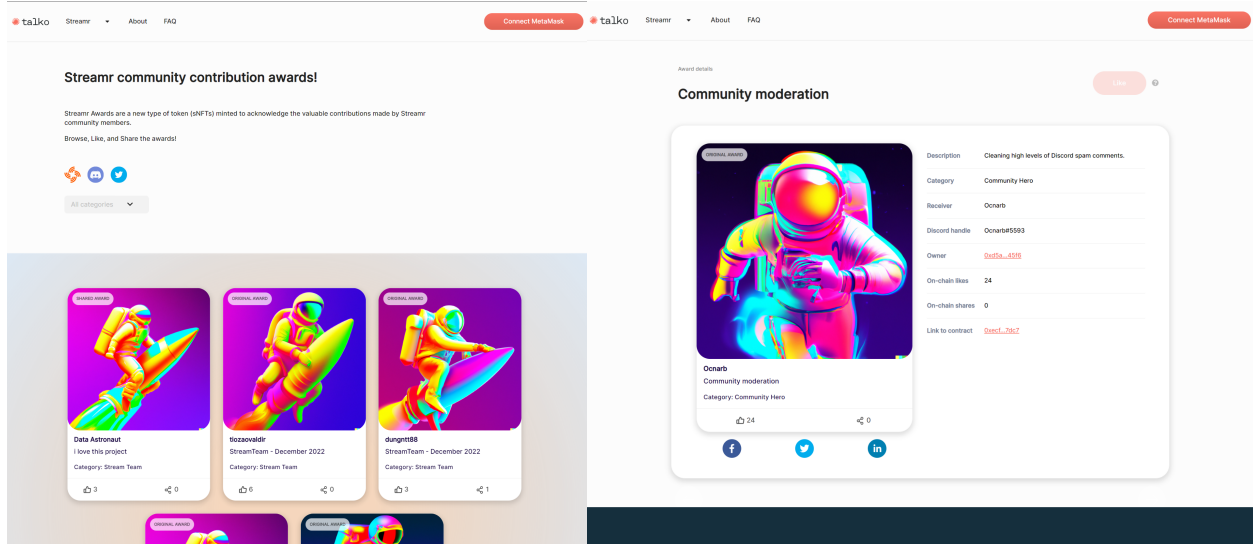 talko
Streamr
About
FAQ
Connect MetaMask
Streamr community contribution awards!
Streamr Awards are a new type of token (sNFTs) minted to acknowledge the valuable contributions made by Streamr
community members.
Browse, Like, and Share the awards!
All categories
SHARED AWARD
Data Astronaut
i love this project
Category: Stream Team
3
0
ORIGINAL AWARD
tiozaovaldir
StreamTeam - December 2022
Category: Stream Team
6
0
ORIGINAL AWARD
dungntt88
StreamTeam - December 2022
Category: Stream Team
3
1
ORIGINAL AWARD
ORIGINAL AWARD
talko
Streamr
About
FAQ
Connect MetaMask
Award details
Community moderation
Like
?
ORIGINAL AWARD
Ocnarb
Community moderation
Category: Community Hero
24
0
f
in
Description Cleaning high levels of Discord spam comments.
Category Community Hero
Receiver Ocnarb
Discord handle Ocnarb#5593
Owner 0xd5a...45f6
On-chain likes 24
On-chain shares 0
Link to contract 0xecf...7dc7